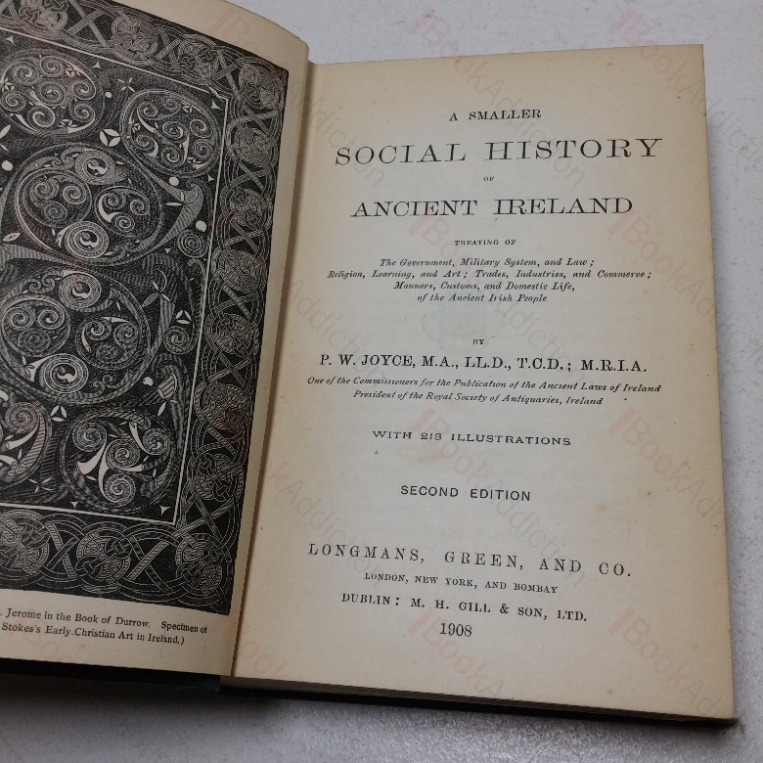 . Jerome in the Book of Durrow. Specimen of
Stokes's Early Christian Art in Ireland.)
A SMALLER
SOCIAL HISTORY
OF
ANCIENT IRELAND
TREATING OF
The Government, Military System, and Law;
Religion, Learning, and Art; Trades, Industries, and Commerce;
Manners, Customs, and Domestic Life,
of the Ancient Irish People
BY
P. W. JOYCE, M.A., LL.D., T.C.D.; M.R.I.A.
One of the Commissioners for the Publication of the Ancient Laws of Ireland
President of the Royal Society of Antiquaries, Ireland
WITH 213 ILLUSTRATIONS
SECOND EDITION
LONGMANS, GREEN, AND CO.
LONDON, NEW YORK, AND BOMBAY
DUBLIN: M. H. GILL & SON, LTD.
1908
BookAddiction